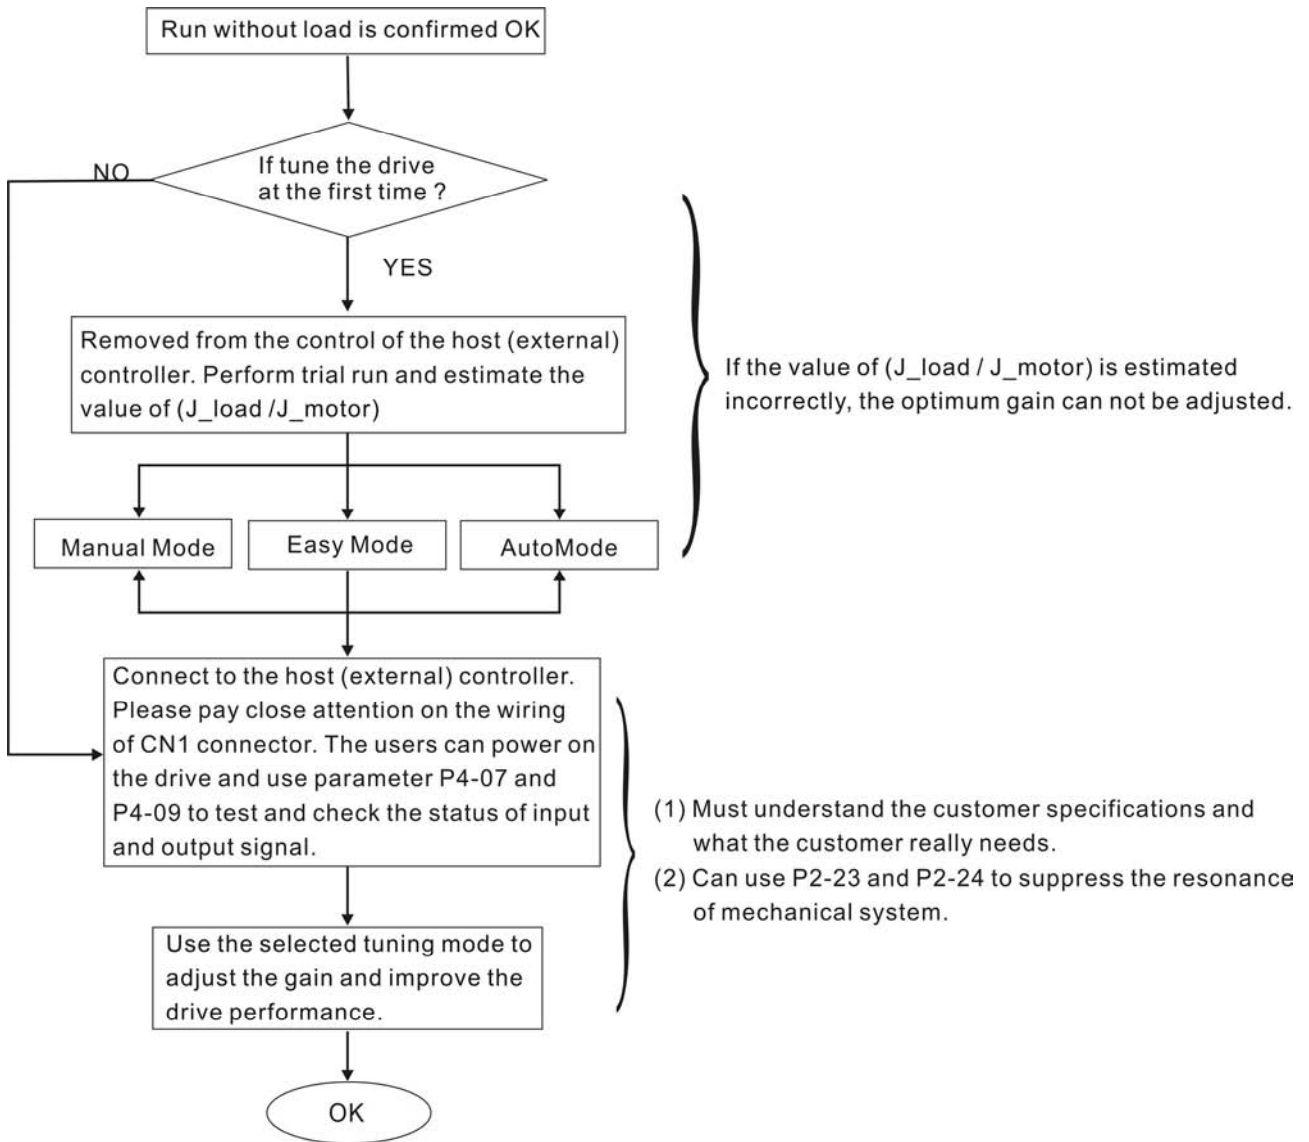 Run without load is confirmed OK
If tune the drive
at the first time ?
NO
YES
Removed from the control of the host (external)
controller. Perform trial run and estimate the
value of (J_load /J_motor)
If the value of (J_load / J_motor) is estimated
incorrectly, the optimum gain can not be adjusted.
Manual Mode
Easy Mode
AutoMode
Connect to the host (external) controller.
Please pay close attention on the wiring
of CN1 connector. The users can power on
the drive and use parameter P4-07 and
P4-09 to test and check the status of input
and output signal.
(1) Must understand the customer specifications and
what the customer really needs.
(2) Can use P2-23 and P2-24 to suppress the resonance
of mechanical system.
Use the selected tuning mode to
adjust the gain and improve the
drive performance.
OK